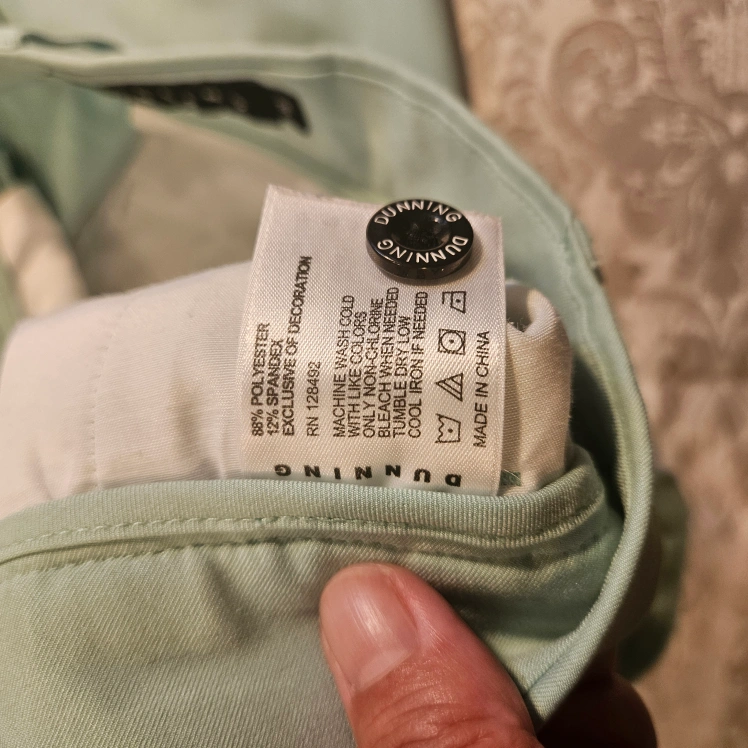 DUNNING DUNNING
88% POLYESTER
12% SPANDEX
EXCLUSIVE OF DECORATION
RN 128492
MACHINE WASH COLD
WITH LIKE COLORS
ONLY NON-CHLORINE
BLEACH WHEN NEEDED
TUMBLE DRY LOW
COOL IRON IF NEEDED
MADE IN CHINA
DUNNING